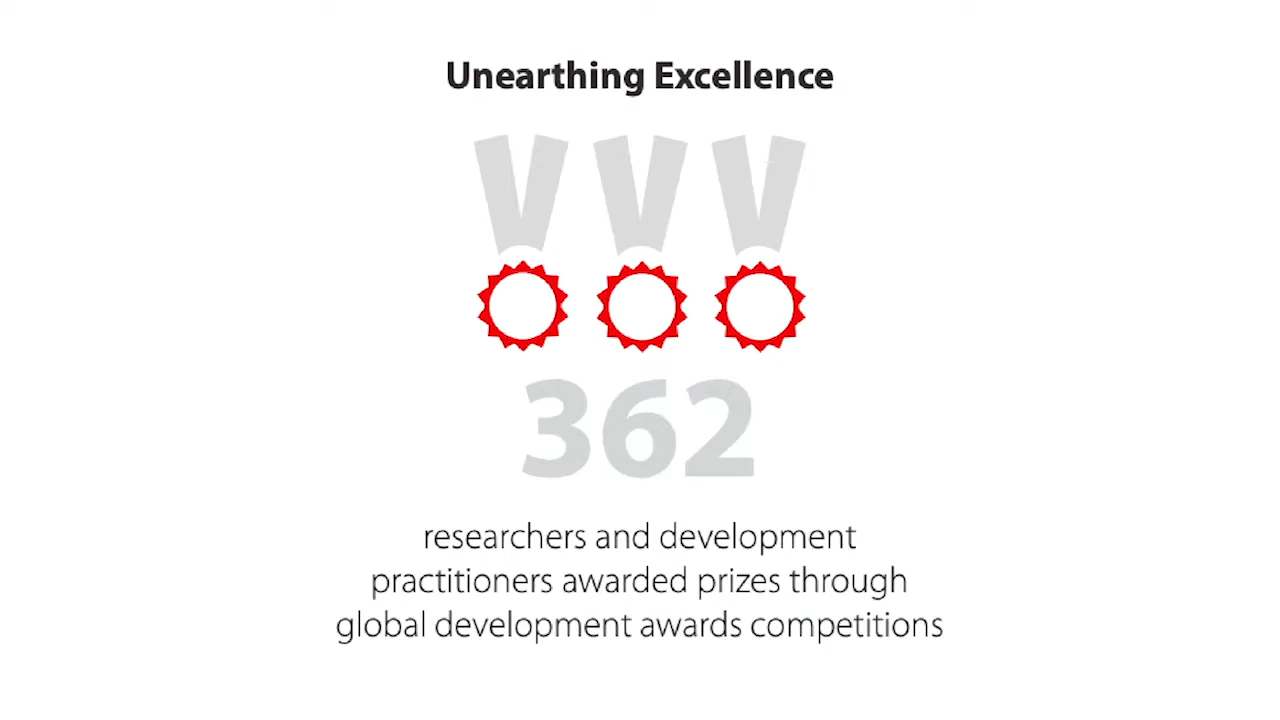 Unearthing Excellence
362
researchers and development
practitioners awarded prizes through
global development awards competitions